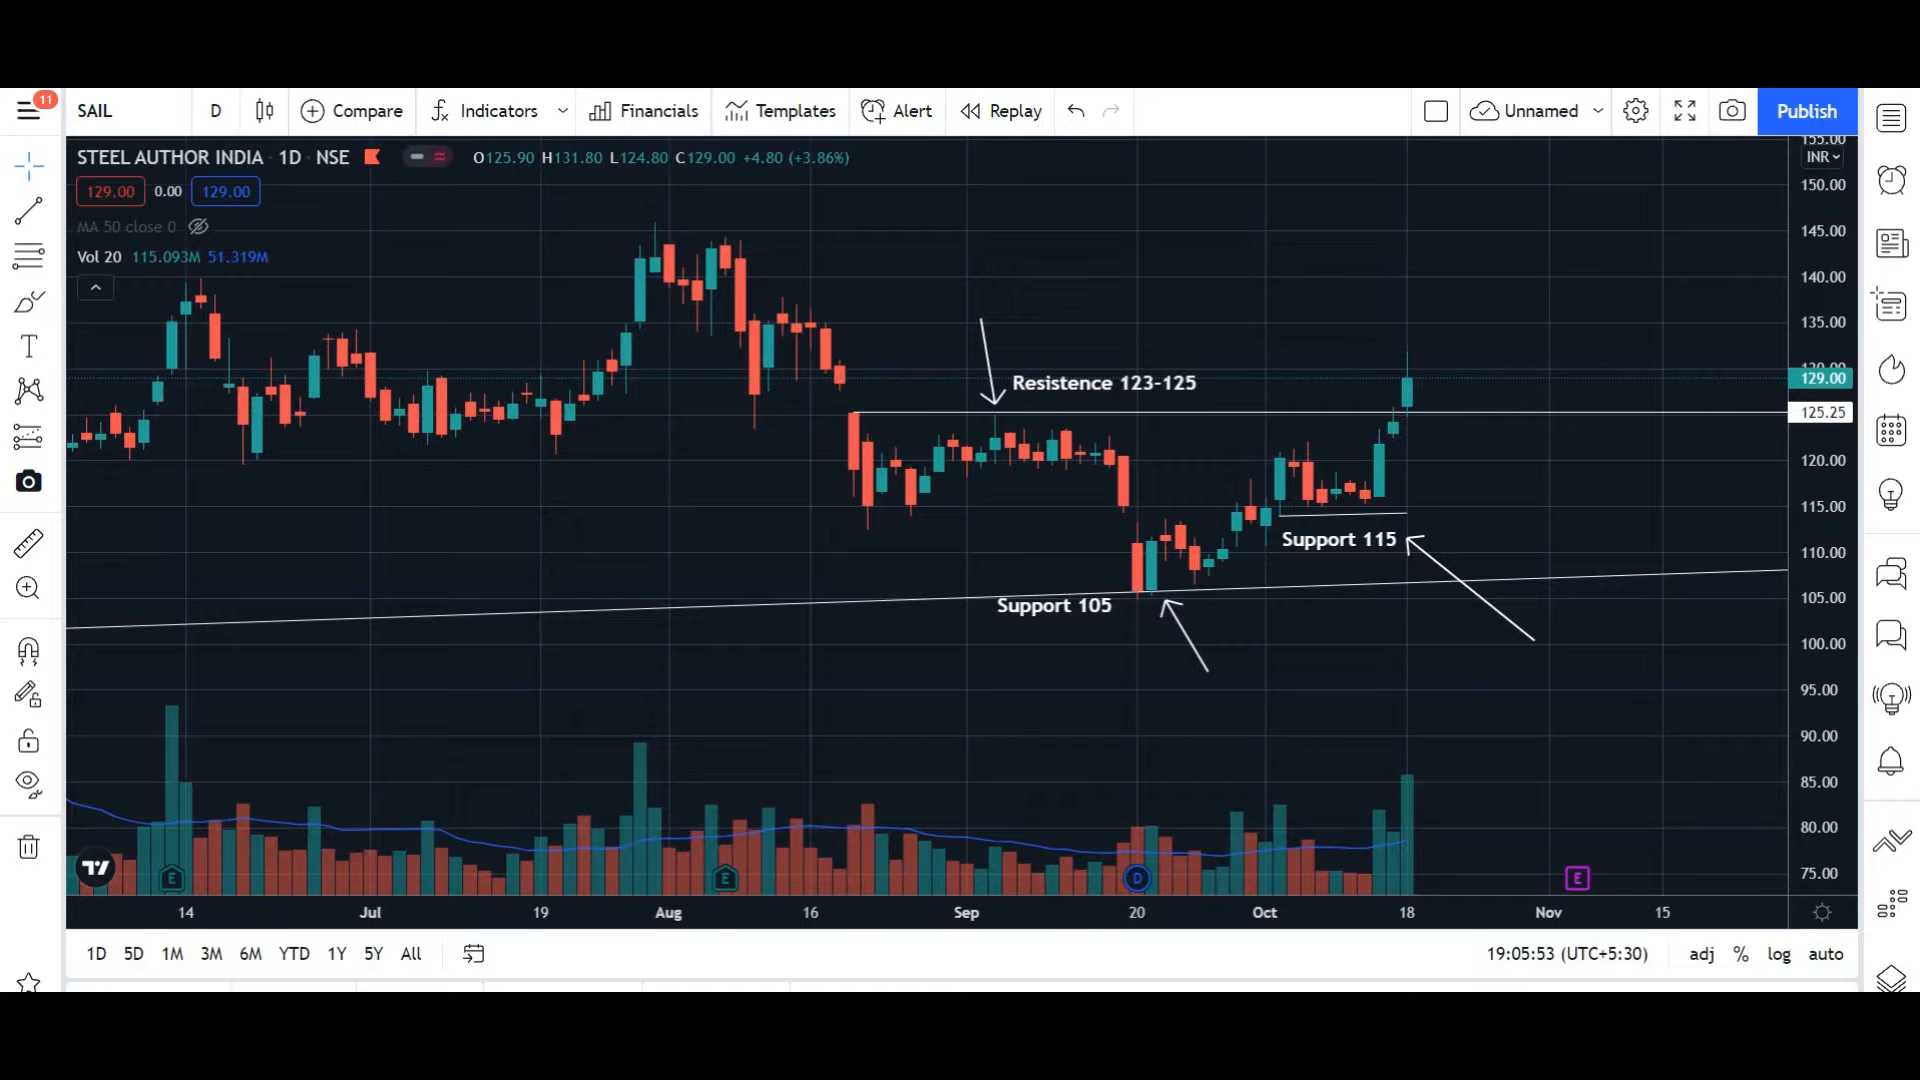 11
SAIL D Compare Indicators Financials Templates Alert Replay Unnamed Publish
STEEL AUTHOR INDIA · 1D · NSE O125.90 H131.80 L124.80 C129.00 +4.80 (+3.86%)
155.00
INR
129.00 0.00 129.00
150.00
MA 50 close 0
145.00
Vol 20 115.093M 51.319M
140.00
135.00
130.00
129.00
Resistence 123-125
125.25
120.00
115.00
Support 115
110.00
Support 105
105.00
100.00
95.00
90.00
85.00
80.00
75.00
E E D E
14 Jul 19 Aug 16 Sep 20 Oct 18 Nov 15
1D 5D 1M 3M 6M YTD 1Y 5Y All 19:05:53 (UTC+5:30) adj % log auto